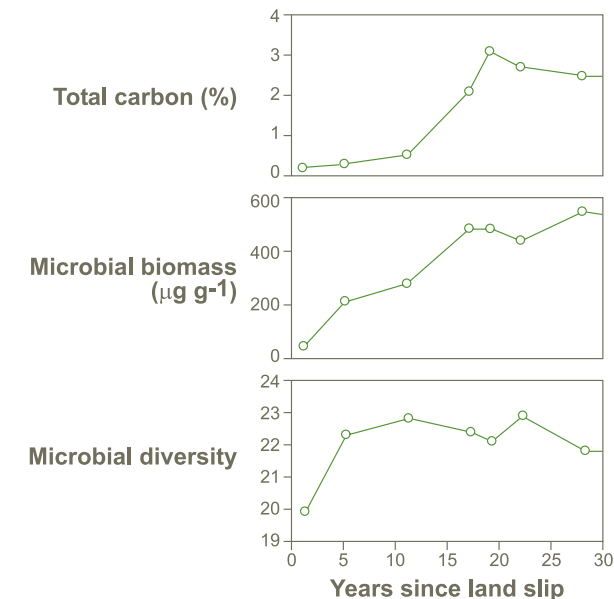 4
3
Total carbon (%)
2
1
0
600
400
Microbial biomass
(μg g-1)
200
0
24
23
22
Microbial diversity
21
20
19
0 5 10 15 20 25 30
Years since land slip